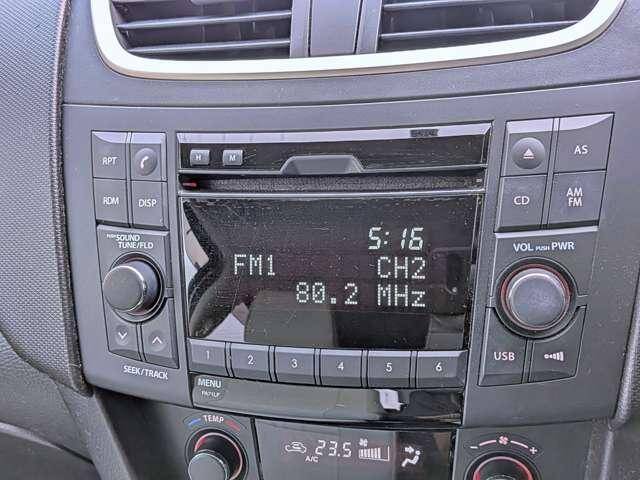 H M
RPT
RDM DISP
AS
CD AM
FM
5:16
FM1 CH2
80.2 MHz
PUSH SOUND
TUNE/FLD
VOL PUSH PWR
1 2 3 4 5 6
USB
SEEK/TRACK
MENU
TEMP
A/C 23.5
- +